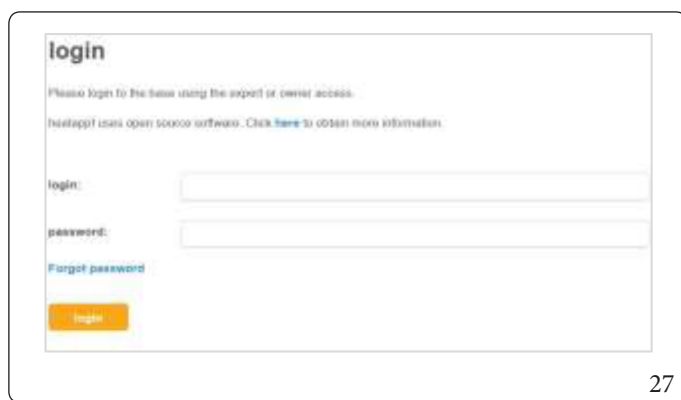 login
Please login to the base using the expert or owner access.
heatapp! uses open source software. Click here to obtain more information.
login:
password:
Forgot password
login
27